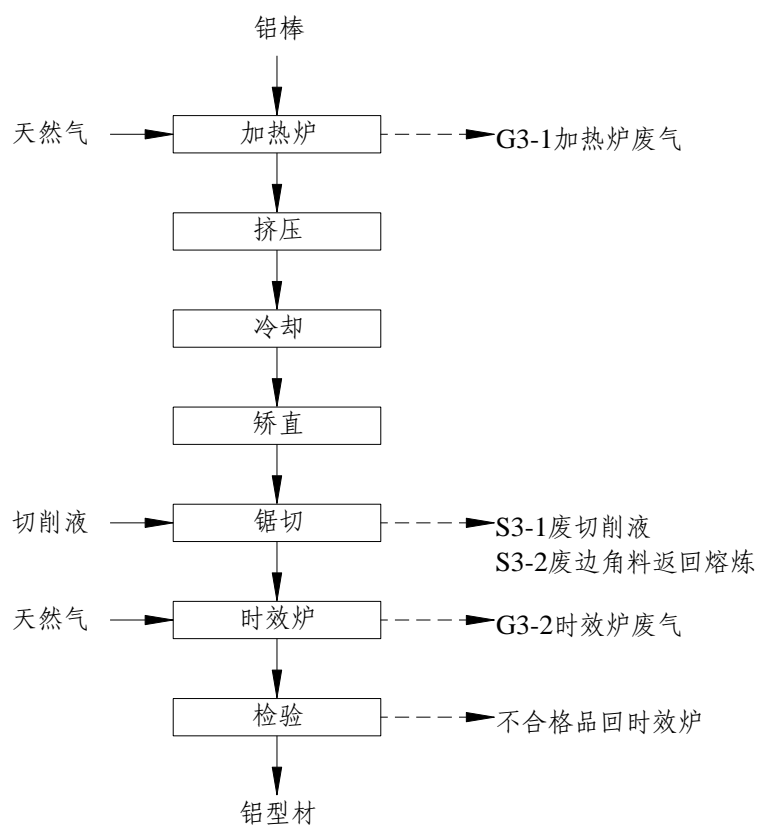 铝棒
天然气
加热炉
G3-1加热炉废气
挤压
冷却
矫直
切削液
锯切
S3-1废切削液
S3-2废边角料返回熔炼
天然气
时效炉
G3-2时效炉废气
检验
不合格品回时效炉
铝型材